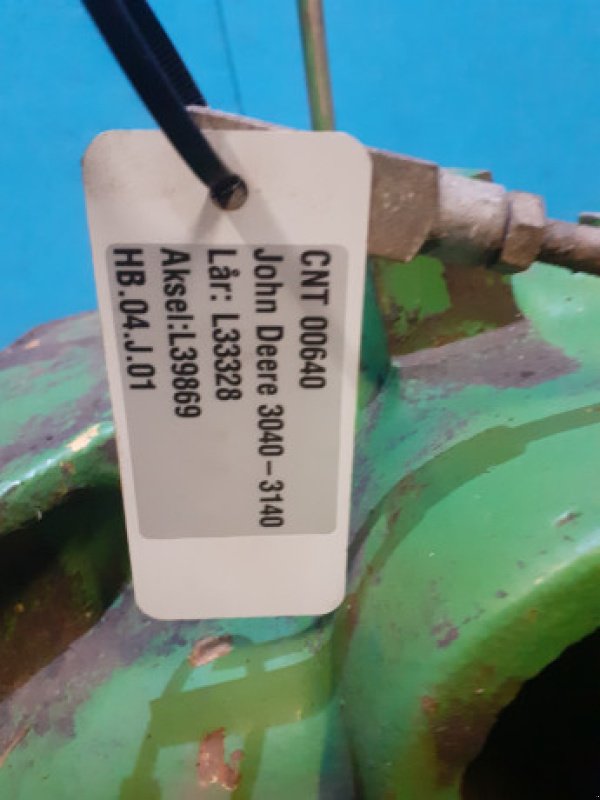 CNT 00640
John Deere 3040-3140
Lår: L33328
Aksel:L39869
HB.04.J.01